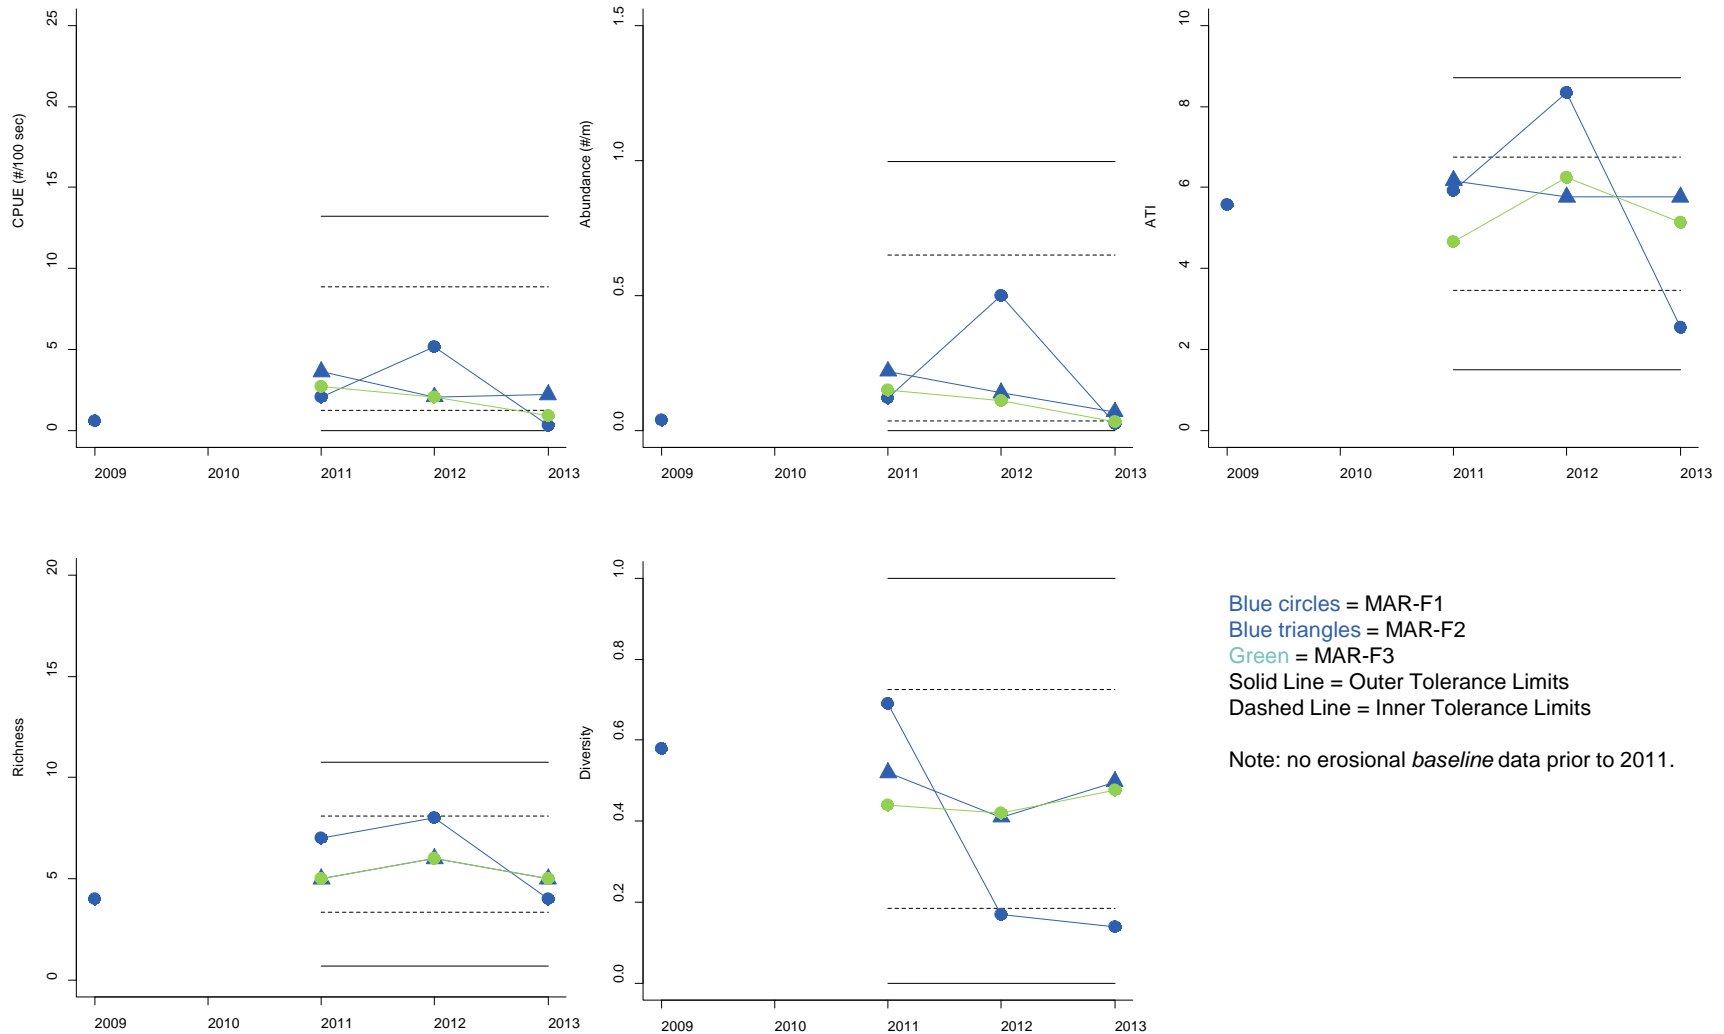 CPUE (#/100 sec)
25
20
15
10
5
0
2009 2010 2011 2012 2013
Abundance (#/m)
1.5
1.0
0.5
0.0
2009 2010 2011 2012 2013
ATI
10
8
6
4
2
0
2009 2010 2011 2012 2013
Richness
20
15
10
5
0
2009 2010 2011 2012 2013
Diversity
1.0
0.8
0.6
0.4
0.2
0.0
2009 2010 2011 2012 2013
Blue circles = MAR-F1
Blue triangles = MAR-F2
Green = MAR-F3
Solid Line = Outer Tolerance Limits
Dashed Line = Inner Tolerance Limits
Note: no erosional baseline data prior to 2011.